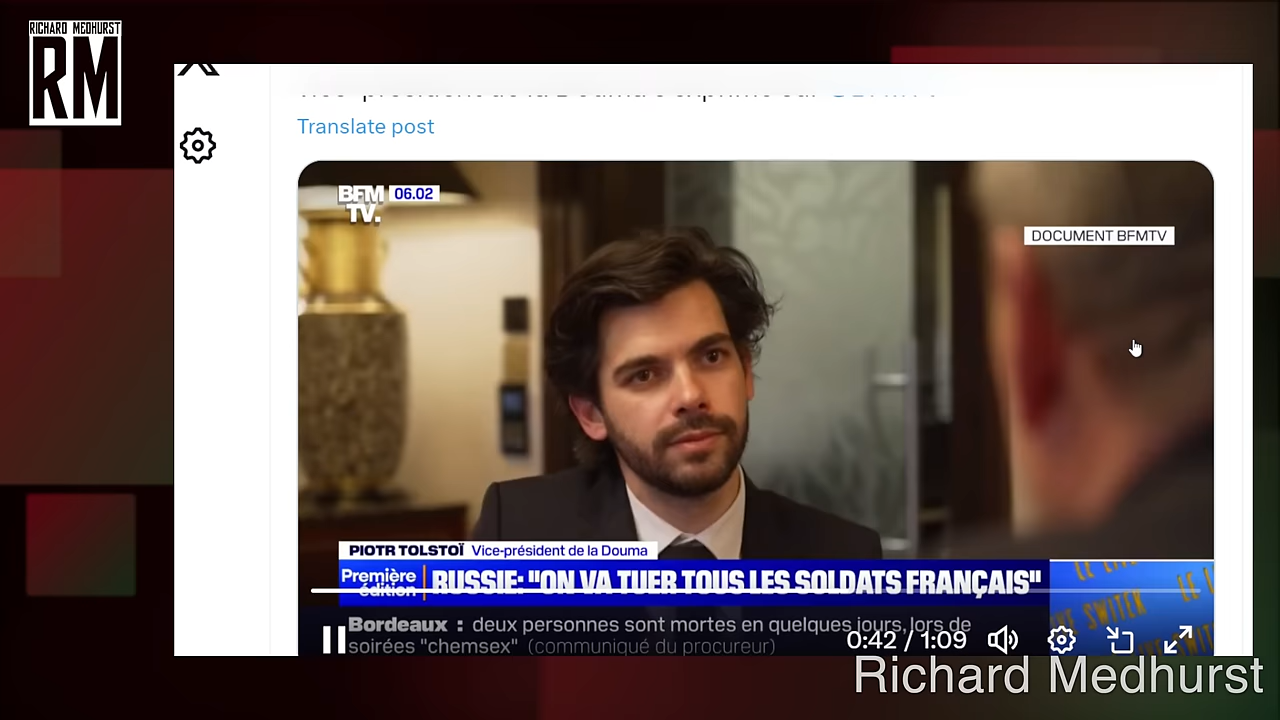 RICHARD MEDHURST
RM
Translate post
BFM
TV.
06.02
DOCUMENT BFMTV
PIOTR TOLSTOÏ Vice-président de la Douma
Première
édition
RUSSIE: "ON VA TUER TOUS LES SOLDATS FRANÇAIS"
Bordeaux : deux personnes sont mortes en quelques jours, lors de
soirées "chemsex" (communiqué du procureur)
0:42 / 1:09
Richard Medhurst